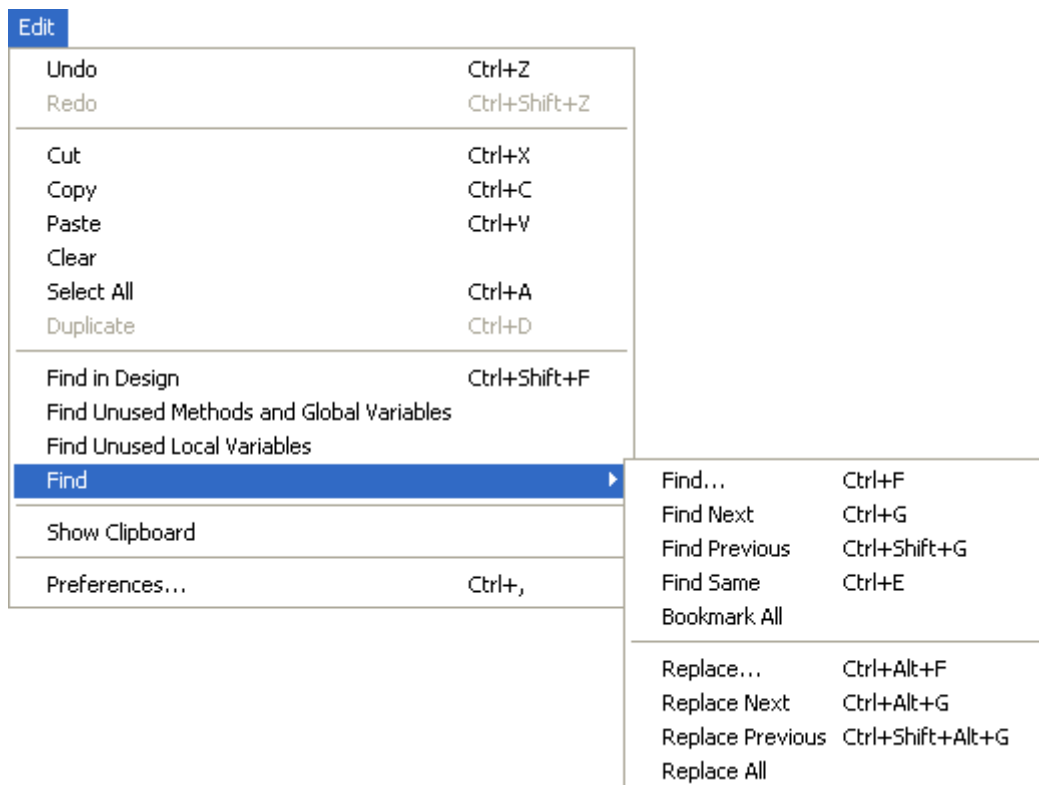 Edit
Undo Ctrl+Z
Redo Ctrl+Shift+Z
Cut Ctrl+X
Copy Ctrl+C
Paste Ctrl+V
Clear
Select All Ctrl+A
Duplicate Ctrl+D
Find in Design Ctrl+Shift+F
Find Unused Methods and Global Variables
Find Unused Local Variables
Find
Show Clipboard
Preferences... Ctrl+,
Find... Ctrl+F
Find Next Ctrl+G
Find Previous Ctrl+Shift+G
Find Same Ctrl+E
Bookmark All
Replace... Ctrl+Alt+F
Replace Next Ctrl+Alt+G
Replace Previous Ctrl+Shift+Alt+G
Replace All